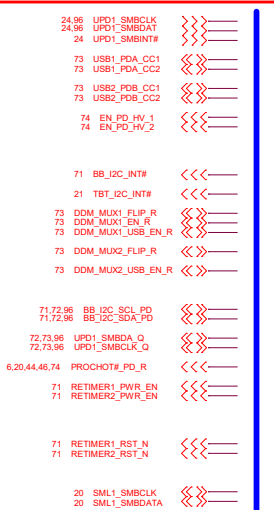 24,96 UPD1_SMBCLK
24,96 UPD1_SMBDAT
24 UPD1_SMBINT#
73 USB1_PDA_CC1
73 USB1_PDA_CC2
73 USB2_PDB_CC1
73 USB2_PDB_CC2
74 EN_PD_HV_1
74 EN_PD_HV_2
71 BB_I2C_INT#
21 TBT_I2C_INT#
73 DDM_MUX1_FLIP_R
73 DDM_MUX1_EN_R
73 DDM_MUX1_USB_EN_R
73 DDM_MUX2_FLIP_R
73 DDM_MUX2_USB_EN_R
71,72,96 BB_I2C_SCL_PD
71,72,96 BB_I2C_SDA_PD
72,73,96 UPD1_SMBDA_Q
72,73,96 UPD1_SMBCLK_Q
6,20,44,46,74 PROCHOT#_PD_R
71 RETIMER1_PWR_EN
71 RETIMER2_PWR_EN
71 RETIMER1_RST_N
71 RETIMER2_RST_N
20 SML1_SMBCLK
20 SML1_SMBDATA